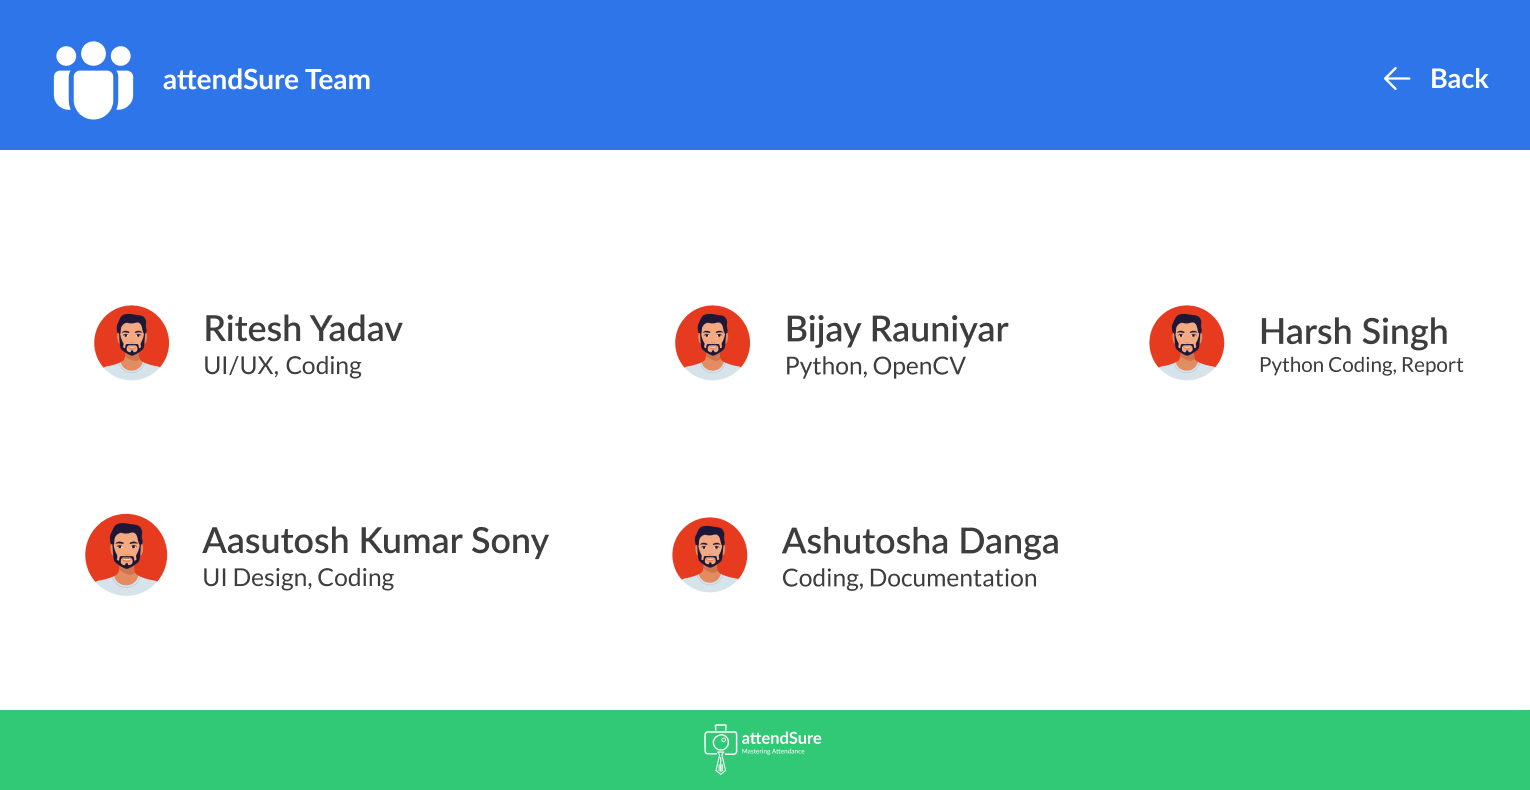 attendSure Team
Back
Ritesh Yadav
UI/UX, Coding
Bijay Rauniyar
Python, OpenCV
Harsh Singh
Python Coding, Report
Aasutosh Kumar Sony
UI Design, Coding
Ashutosha Danga
Coding, Documentation
attendSure
Mastering Attendance